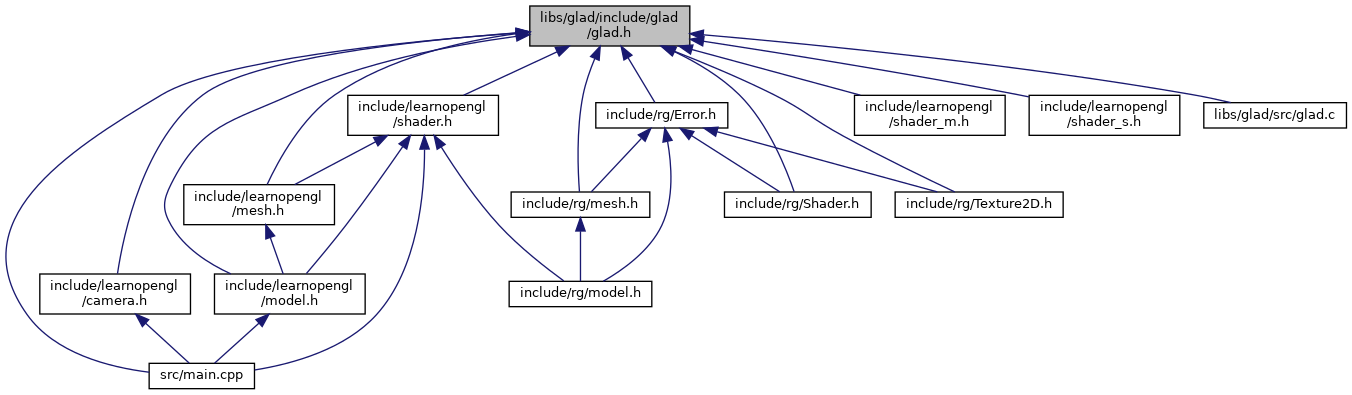 libs/glad/include/glad
/glad.h
include/learnopengl
/shader.h
include/rg/Error.h
include/learnopengl
/shader_m.h
include/learnopengl
/shader_s.h
libs/glad/src/glad.c
include/learnopengl
/mesh.h
include/rg/mesh.h
include/rg/Shader.h
include/rg/Texture2D.h
include/learnopengl
/camera.h
include/learnopengl
/model.h
include/rg/model.h
src/main.cpp